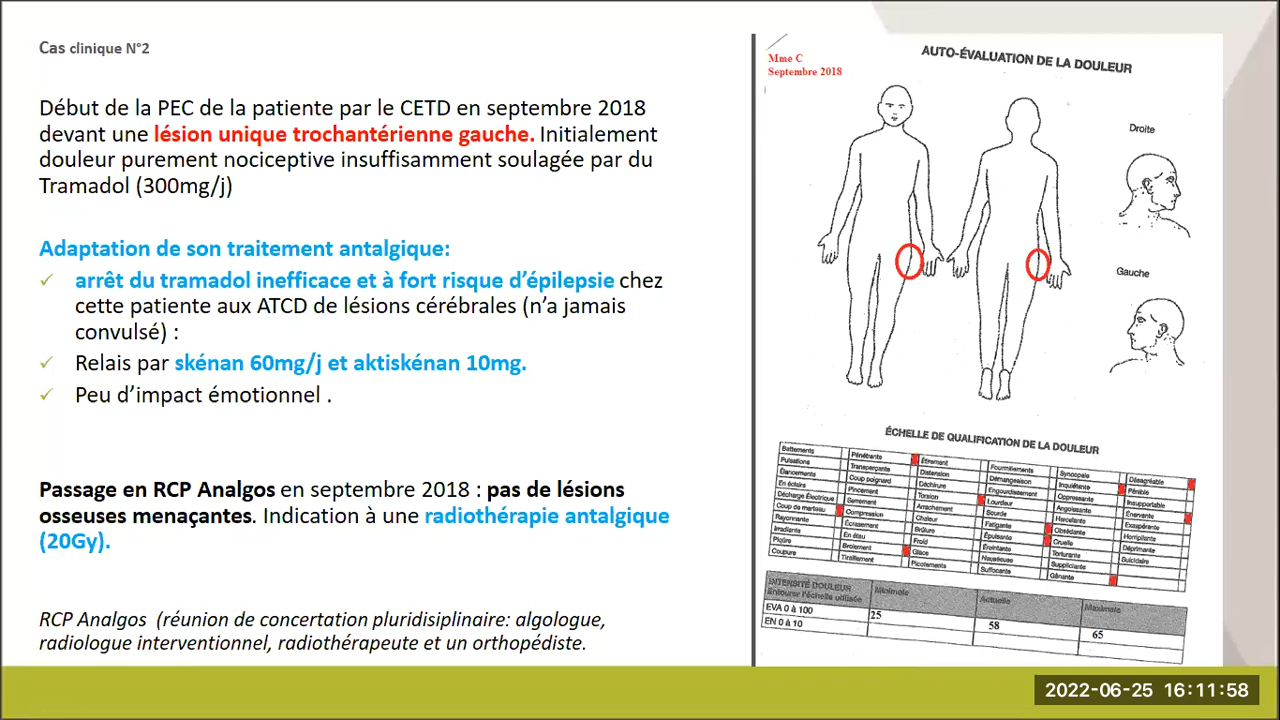 Cas clinique N°2
Début de la PEC de la patiente par le CETD en septembre 2018
devant une lésion unique trochantérienne gauche. Initialement
douleur purement nociceptive insuffisamment soulagée par du
Tramadol (300mg/j)
Adaptation de son traitement antalgique:
arrêt du tramadol inefficace et à fort risque d’épilepsie chez
cette patiente aux ATCD de lésions cérébrales (n’a jamais
convulsé) :
Relais par skénan 60mg/j et aktiskénan 10mg.
Peu d’impact émotionnel .
Passage en RCP Analgos en septembre 2018 : pas de lésions
osseuses menaçantes. Indication à une radiothérapie antalgique
(20Gy).
RCP Analgos (réunion de concertation pluridisiplinaire: algologue,
radiologue interventionnel, radiothérapeute et un orthopédiste.
Mme C
Septembre 2018
AUTO-ÉVALUATION DE LA DOULEUR
Droite
Gauche
ÉCHELLE DE QUALIFICATION DE LA DOULEUR
Battements
Pulsations
Élancements
En éclairs
Décharge Électrique
Coup de marteau
Rayonnante
Irradiante
Piqûre
Coupure
Pénétrante
Transperçante
Coup poignard
Pincement
Serrement
Compression
Écrasement
En étau
Broiement
Tiraillement
Étirement
Distension
Déchirure
Torsion
Arrachement
Chaleur
Brûlure
Froid
Glace
Picotements
Fourmillements
Démangeaison
Engourdissement
Lourdeur
Sourde
Fatigante
Épuisante
Éreintante
Nauséeuse
Suffocante
Syncopale
Inquiétante
Oppressante
Angoissante
Harcelante
Obsédante
Cruelle
Torturante
Suppliciante
Gênante
Désagréable
Pénible
Insupportable
Énervante
Exaspérante
Horripilante
Déprimante
Suicidaire
INTENSITÉ DOULEUR
Entourer l'échelle utilisée
Minimale
Actuelle
Maximale
EVA 0 à 100
25
58
65
EN 0 à 10
2022-06-25 16:11:58